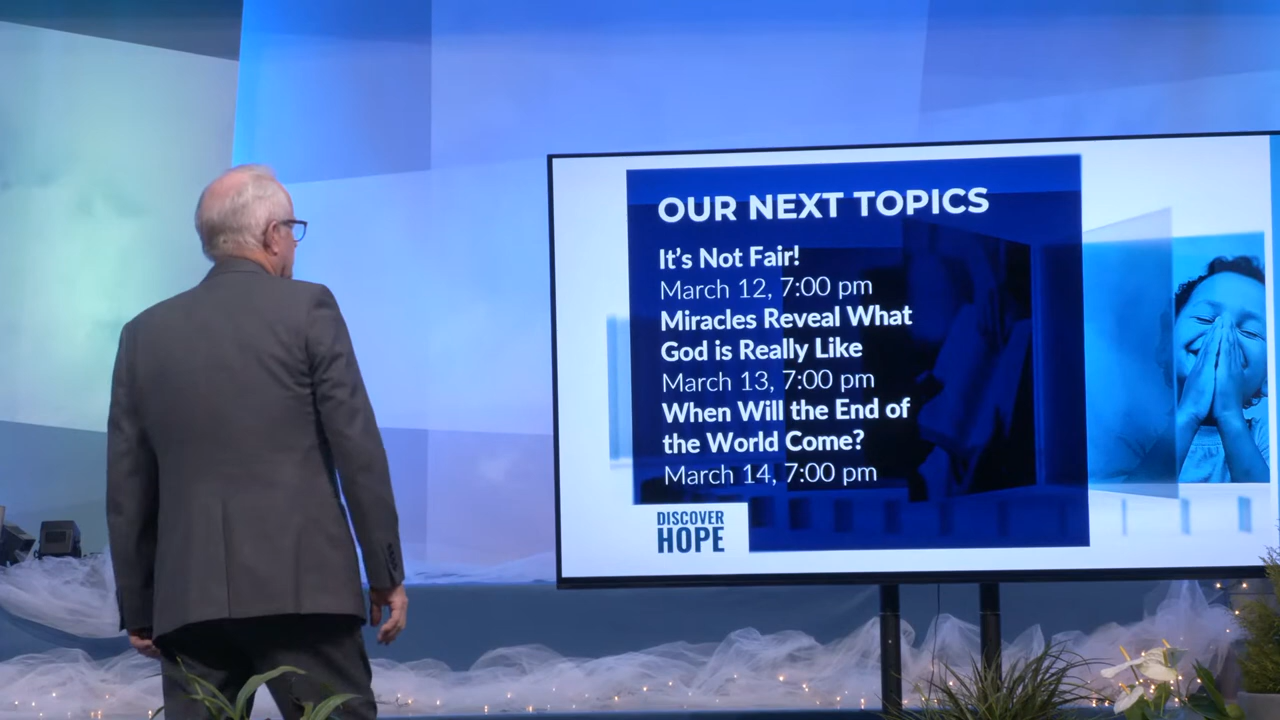 OUR NEXT TOPICS
It's Not Fair!
March 12, 7:00 pm
Miracles Reveal What
God is Really Like
March 13, 7:00 pm
When Will the End of
the World Come?
March 14, 7:00 pm
DISCOVER
HOPE